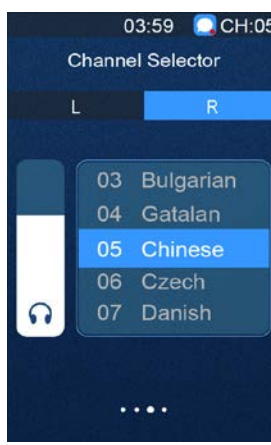 03:59 CH:05
Channel Selector
L R
03 Bulgarian
04 Gatalan
05 Chinese
06 Czech
07 Danish